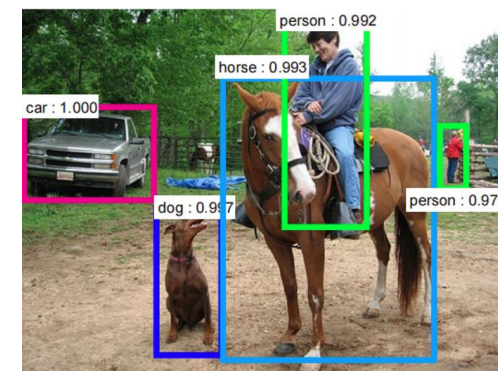 person : 0.992
horse : 0.993
car : 1.000
dog : 0.997
person : 0.97